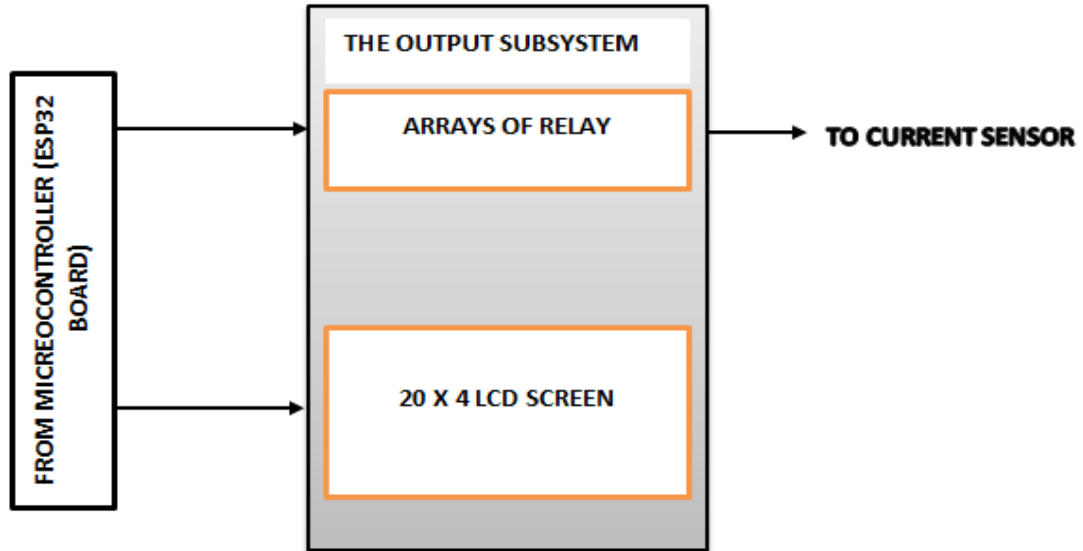 FROM MICREOCONTROLLER (ESP32
BOARD)
THE OUTPUT SUBSYSTEM
ARRAYS OF RELAY
TO CURRENT SENSOR
20 X 4 LCD SCREEN